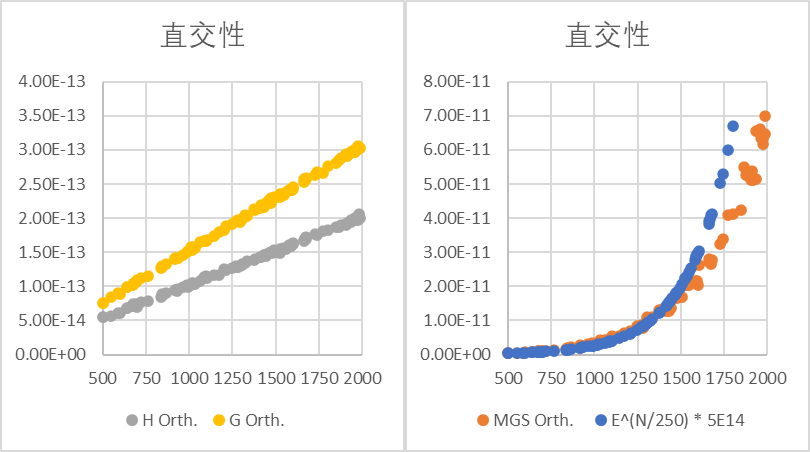 直交性
4.00E-13
3.50E-13
3.00E-13
2.50E-13
2.00E-13
1.50E-13
1.00E-13
5.00E-14
0.00E+00
500 750 1000 1250 1500 1750 2000
H Orth. G Orth.
直交性
8.00E-11
7.00E-11
6.00E-11
5.00E-11
4.00E-11
3.00E-11
2.00E-11
1.00E-11
0.00E+00
500 750 1000 1250 1500 1750 2000
MGS Orth. E^(N/250) * 5E14